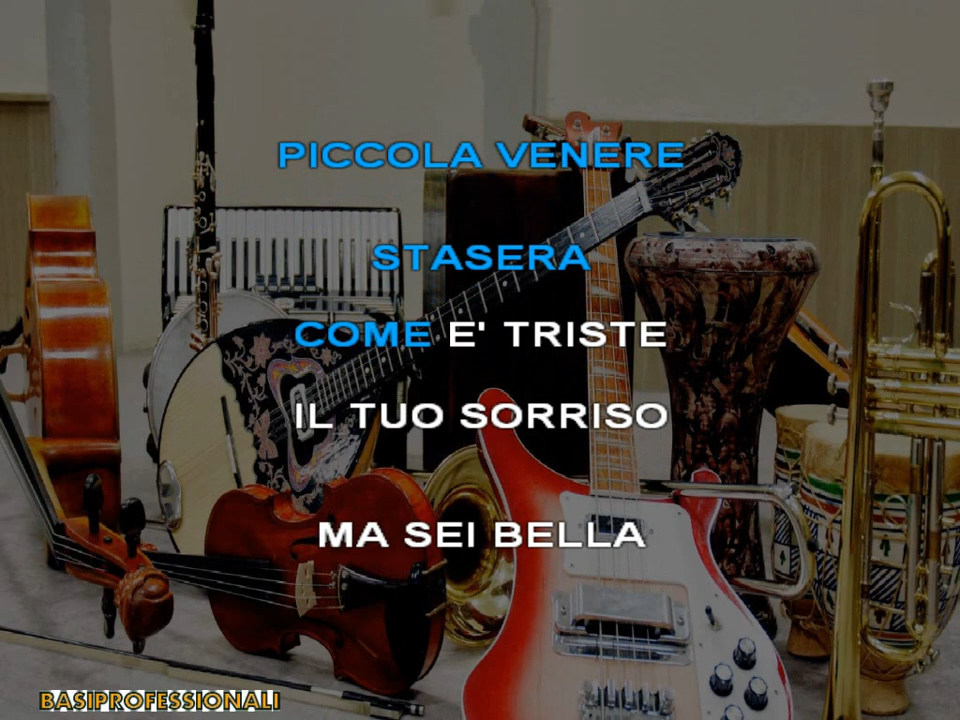 PICCOLA VENERE
STASERA
COME E' TRISTE
IL TUO SORRISO
MA SEI BELLA
BASIPROFESSIONALI